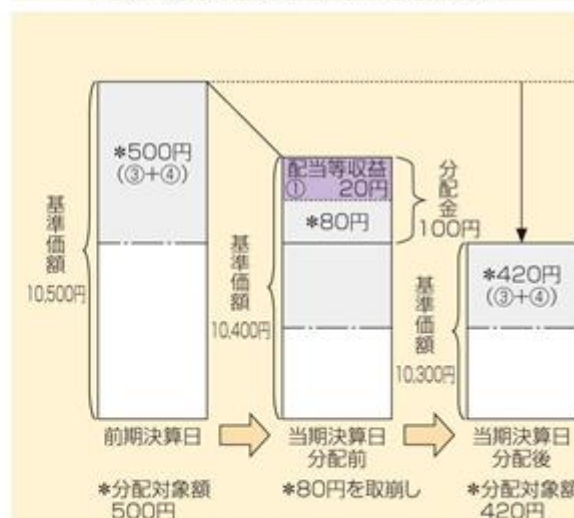 *500円
(③+④)
基準価額
10,500円
前期決算日
*分配対象額
500円
配当等収益
① 20円
*80円
分配金
100円
基準価額
10,400円
当期決算日
分配前
*80円を取崩し
*420円
(③+④)
基準価額
10,300円
当期決算日
分配後
*分配対象額
420円